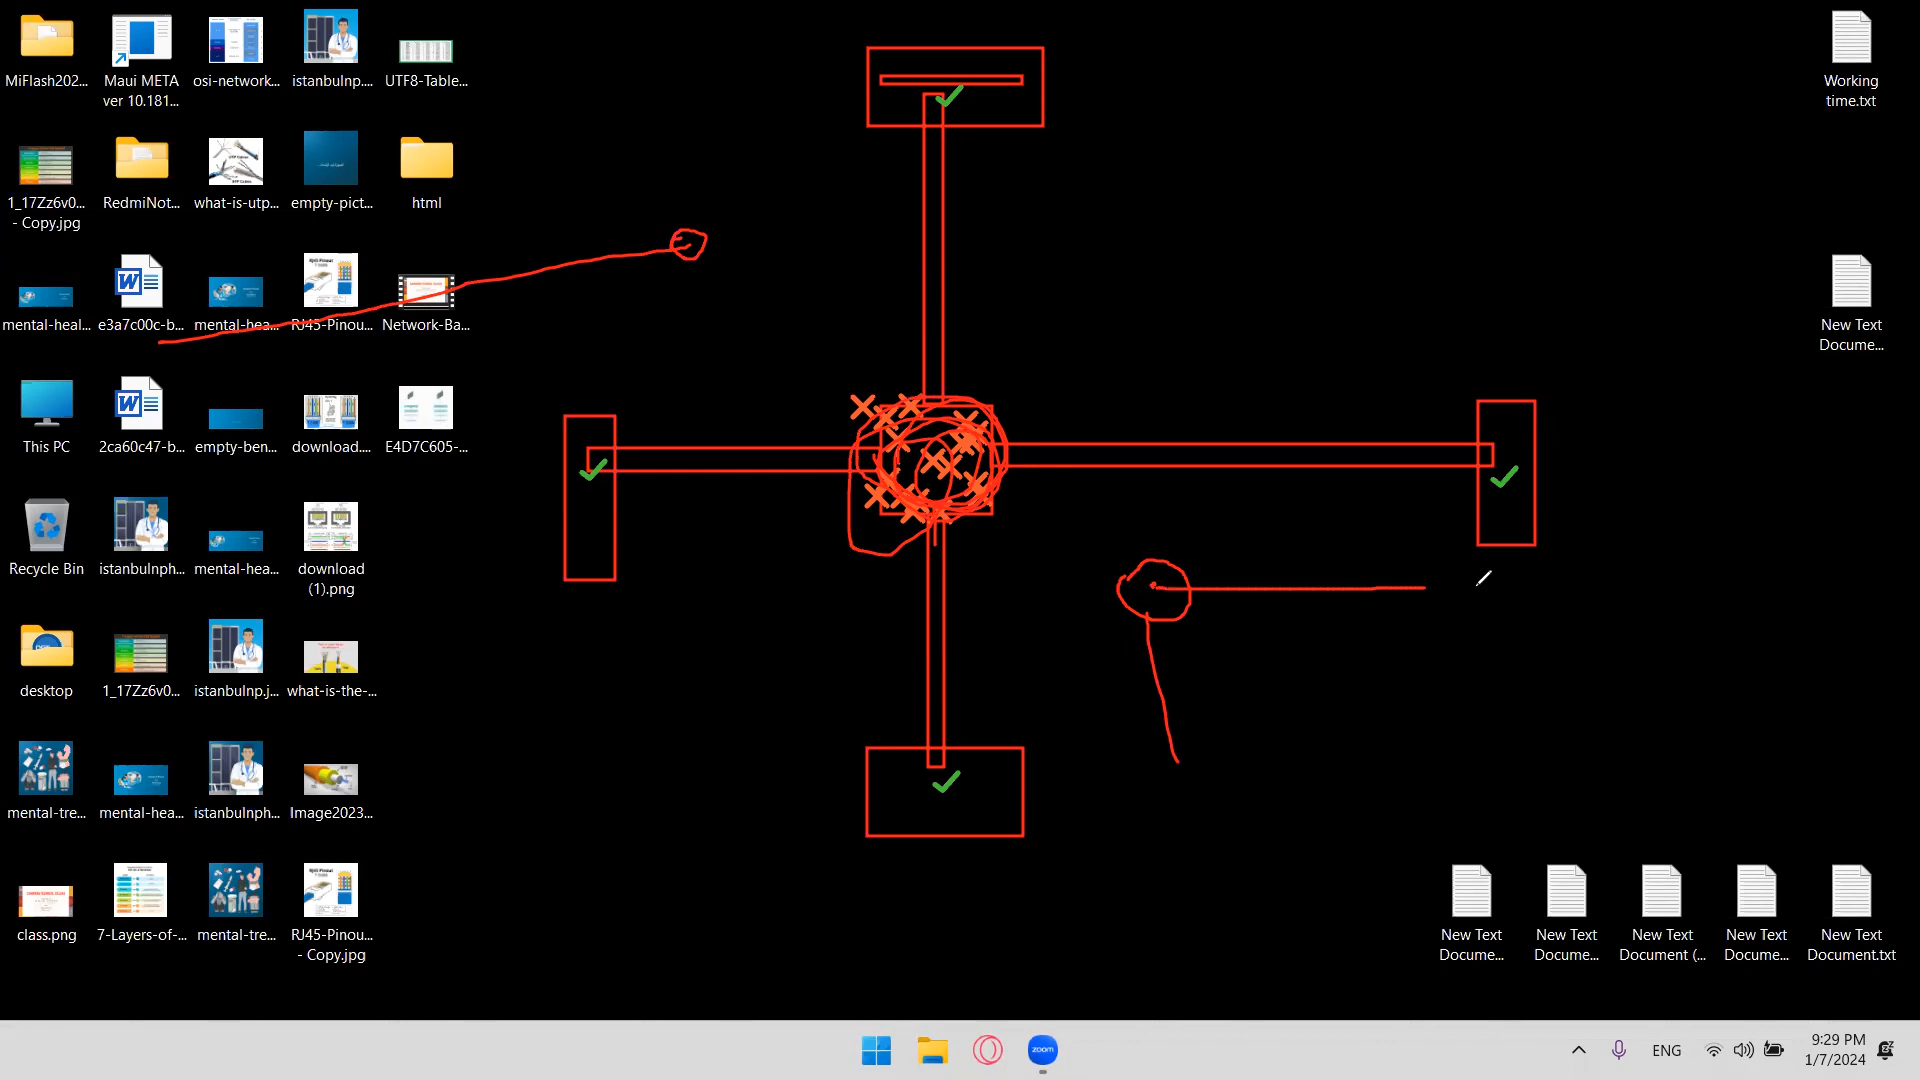 MiFlash202...
Maui META
ver 10.181...
osi-network...
istanbulnp....
UTF8-Table...
Working
time.txt
1_17Zz6v0...
- Copy.jpg
RedmiNot...
what-is-utp...
empty-pict...
html
mental-heal...
e3a7c00c-b...
mental-hea...
RJ45-Pinou...
Network-Ba...
New Text
Docume...
This PC
2ca60c47-b...
empty-ben...
download....
E4D7C605-...
Recycle Bin
istanbulnph...
mental-hea...
download
(1).png
desktop
1_17Zz6v0...
istanbulnp.j...
what-is-the-...
mental-tre...
mental-hea...
istanbulnph...
Image2023...
class.png
7-Layers-of-...
mental-tre...
RJ45-Pinou...
- Copy.jpg
New Text
Docume...
New Text
Docume...
New Text
Document (...
New Text
Docume...
New Text
Document.txt
zoom
ENG
9:29 PM
1/7/2024